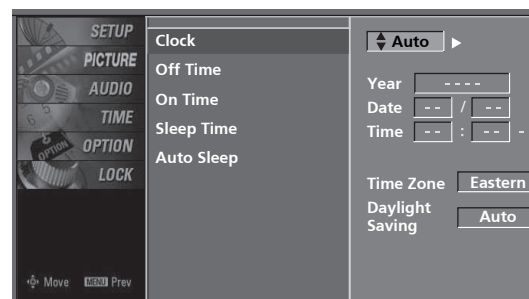 SETUP
PICTURE
AUDIO
TIME
OPTION
LOCK
Move MENU Prev
Clock
Off Time
On Time
Sleep Time
Auto Sleep
Auto
Year - - - -
Date - - / - -
Time - - : - - -
Time Zone Eastern
Daylight
Saving Auto